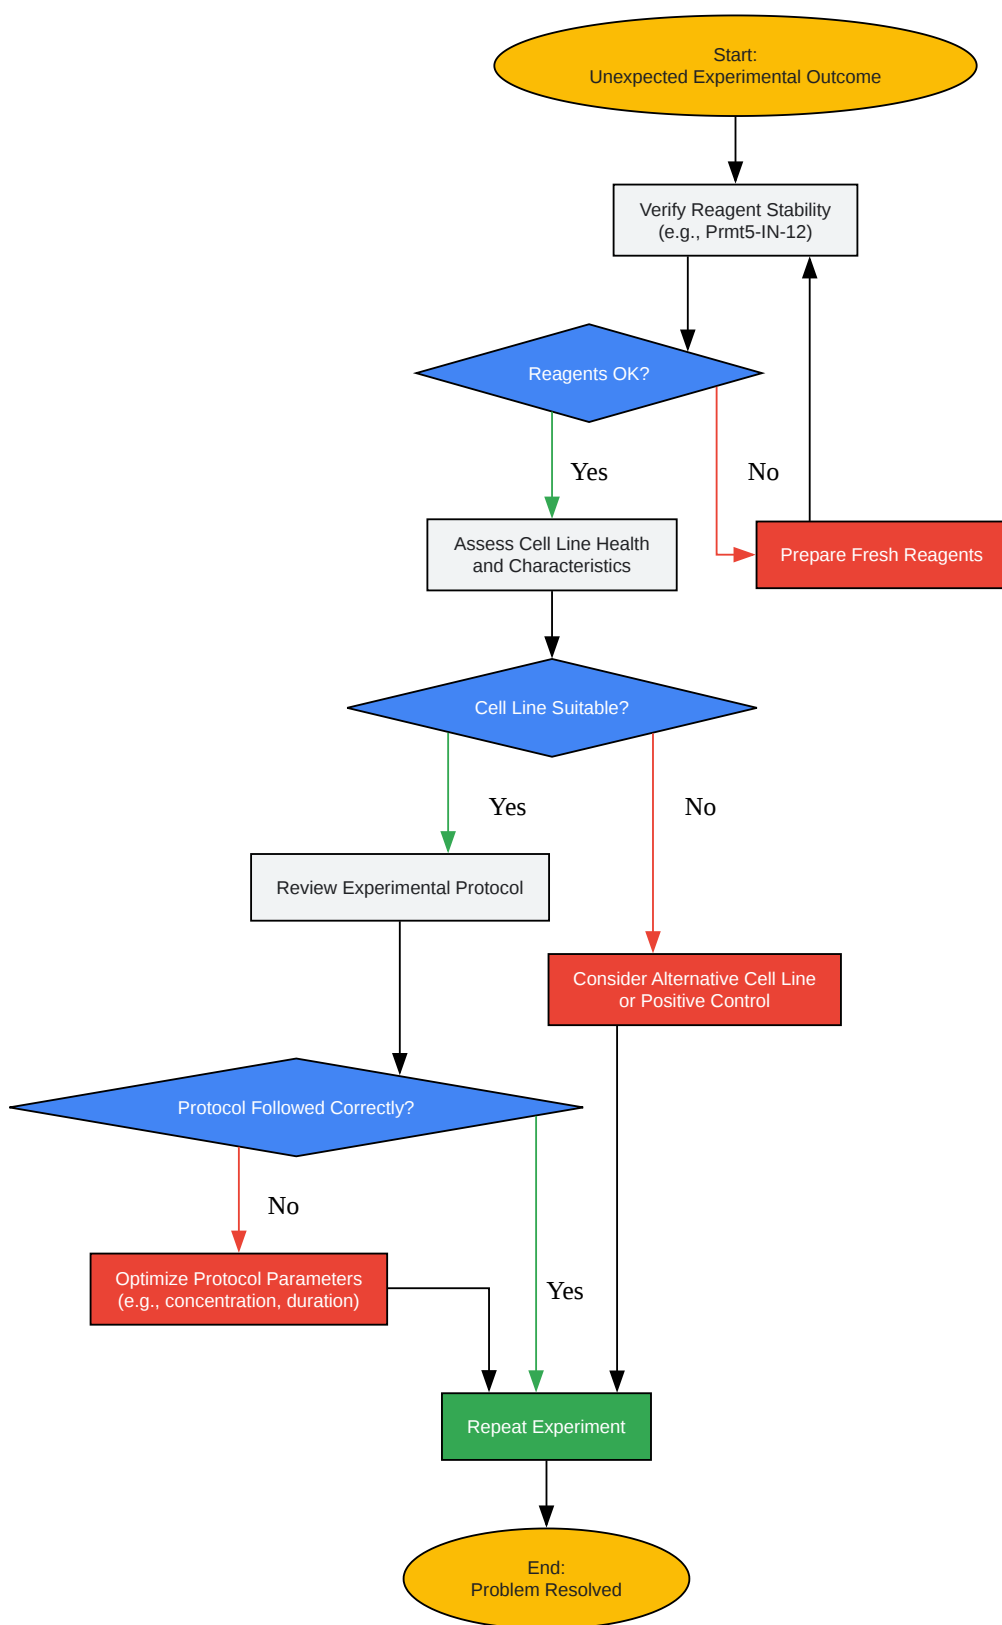 Start:
Unexpected Experimental Outcome
Verify Reagent Stability
(e.g., Prmt5-IN-12)
Reagents OK?
Yes
No
Assess Cell Line Health
and Characteristics
Prepare Fresh Reagents
Cell Line Suitable?
Yes
No
Review Experimental Protocol
Consider Alternative Cell Line
or Positive Control
Protocol Followed Correctly?
No
Optimize Protocol Parameters
(e.g., concentration, duration)
Yes
Repeat Experiment
End:
Problem Resolved